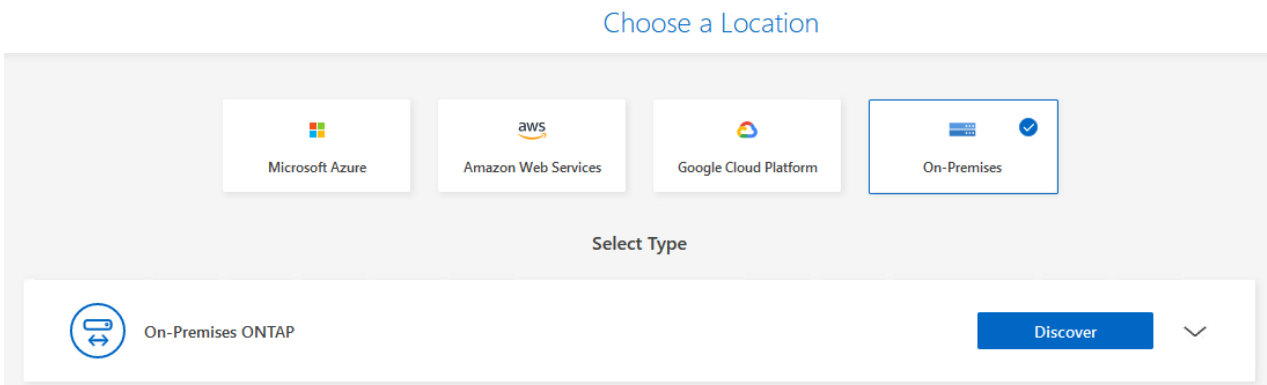 Choose a Location
aws
Microsoft Azure
Amazon Web Services
Google Cloud Platform
On-Premises
Select Type
On-Premises ONTAP
Discover